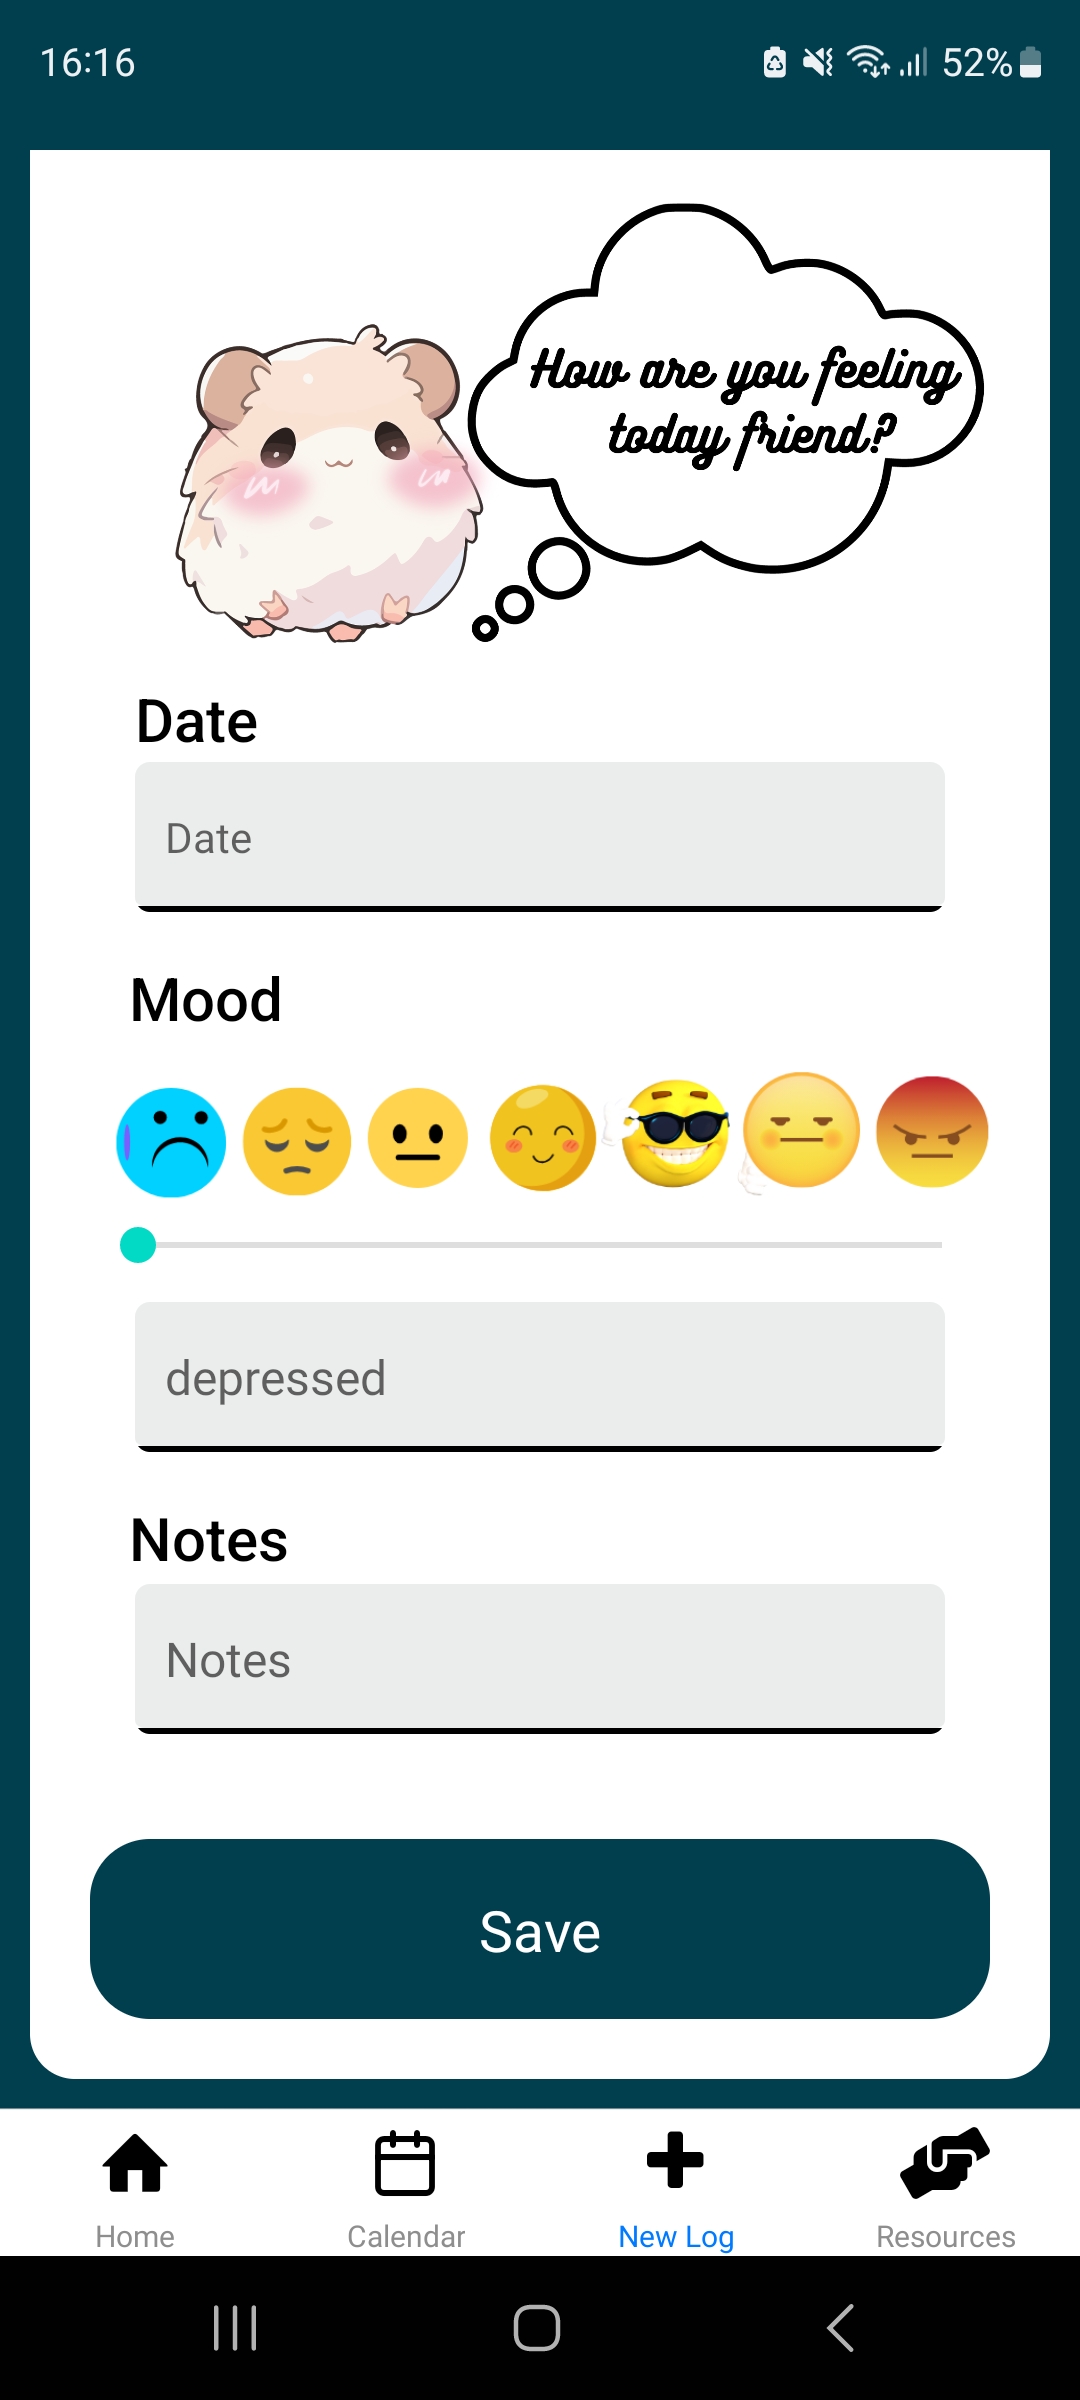 16:16
52%
How are you feeling
today friend?
Date
Date
Mood
depressed
Notes
Notes
Save
Home
Calendar
New Log
Resources